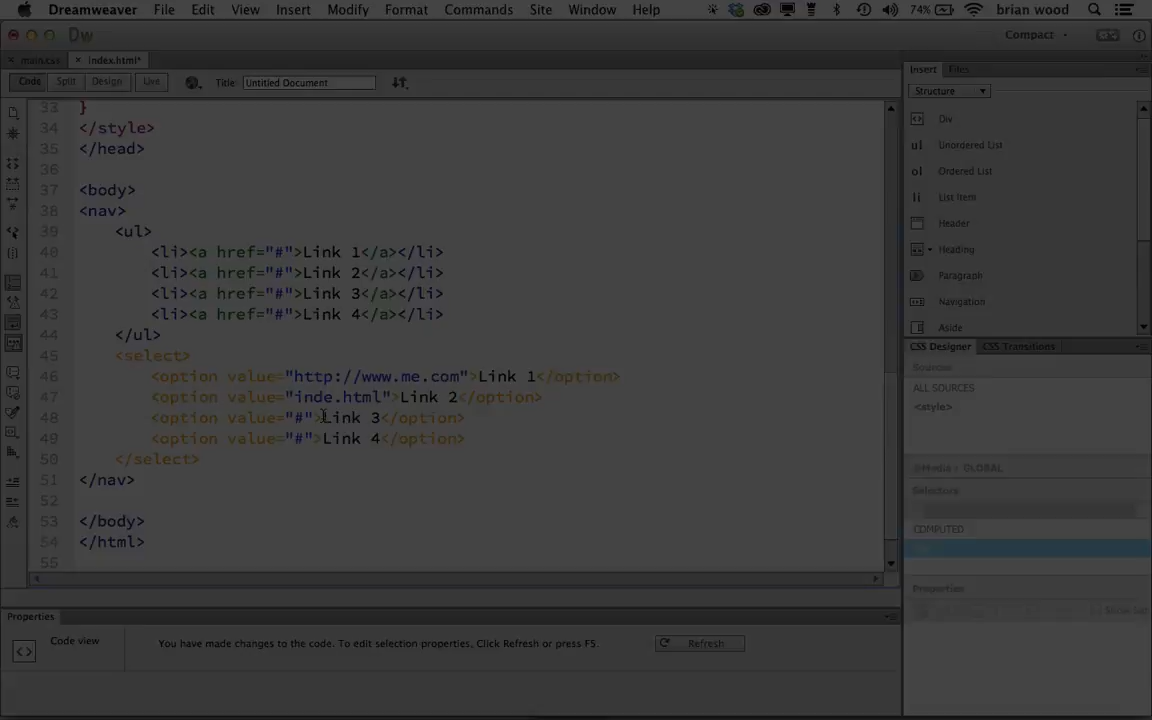 Dreamweaver File Edit View Insert Modify Format Commands Site Window Help 74% brian wood
Dw Compact
× main.css × index.html*
Code Split Design Live Title: Untitled Document
33 }
34 </style>
35 </head>
36
37 <body>
38 <nav>
39 <ul>
40 <li><a href="#">Link 1</a></li>
41 <li><a href="#">Link 2</a></li>
42 <li><a href="#">Link 3</a></li>
43 <li><a href="#">Link 4</a></li>
44 </ul>
45 <select>
46 <option value="http://www.me.com">Link 1</option>
47 <option value="inde.html">Link 2</option>
48 <option value="#">Link 3</option>
49 <option value="#">Link 4</option>
50 </select>
51 </nav>
52
53 </body>
54 </html>
55
Insert Files
Structure
Div
ul Unordered List
ol Ordered List
li List Item
Header
Heading
Paragraph
Navigation
Aside
CSS Designer CSS Transitions
Sources
ALL SOURCES
<style>
@Media : GLOBAL
Selectors
COMPUTED
Properties
Show Set
Properties
Code view You have made changes to the code. To edit selection properties, Click Refresh or press F5. Refresh